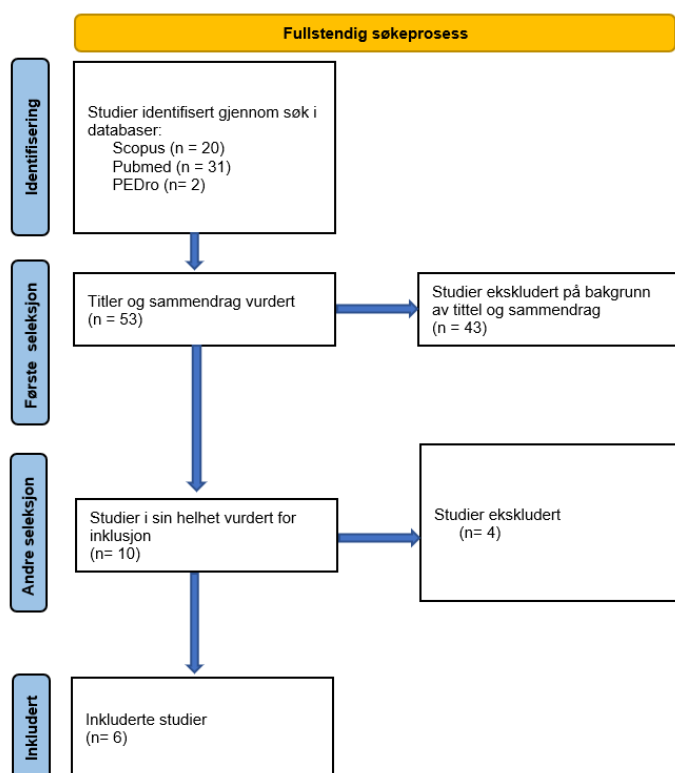 Fullstendig søkeprosess
Identifisering
Studier identifisert gjennom søk i
databaser:
Scopus (n = 20)
Pubmed (n = 31)
PEDro (n= 2)
Første seleksjon
Titler og sammendrag vurdert
(n = 53)
Studier ekskludert på bakgrunn
av tittel og sammendrag
(n = 43)
Andre seleksjon
Studier i sin helhet vurdert for
inklusjon
(n= 10)
Studier ekskludert
(n= 4)
Inkludert
Inkluderte studier
(n= 6)